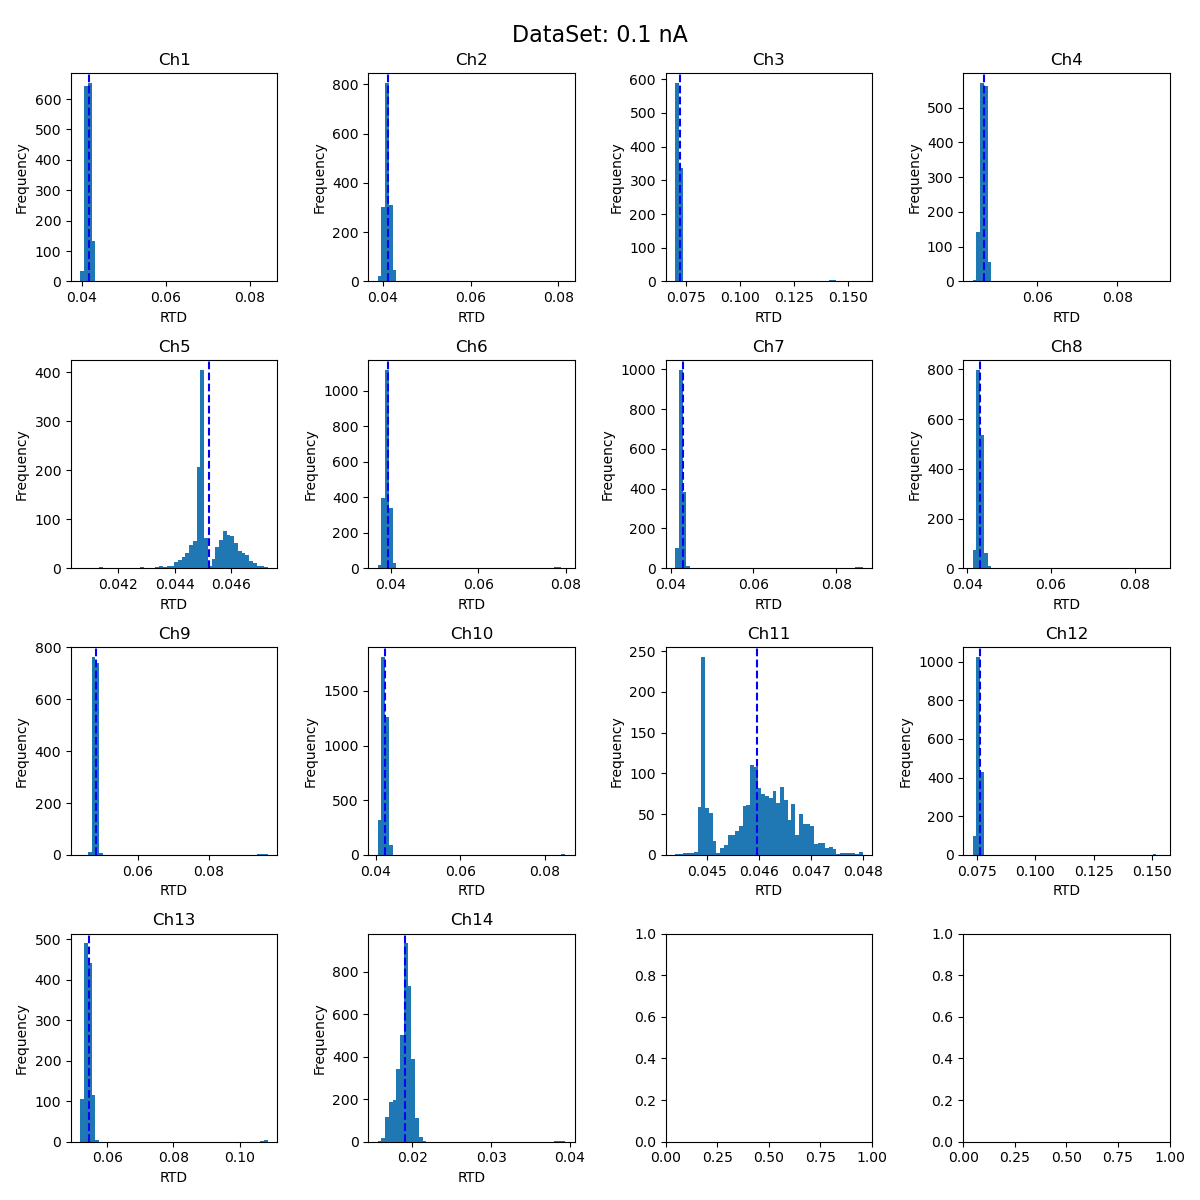 DataSet: 0.1 nA
Ch1
Frequency
600
500
400
300
200
100
0
0.04 0.06 0.08
RTD
Ch2
Frequency
800
600
400
200
0
0.04 0.06 0.08
RTD
Ch3
Frequency
600
500
400
300
200
100
0
0.075 0.100 0.125 0.150
RTD
Ch4
Frequency
500
400
300
200
100
0
0.06 0.08
RTD
Ch5
Frequency
400
300
200
100
0
0.042 0.044 0.046
RTD
Ch6
Frequency
1000
800
600
400
200
0
0.04 0.06 0.08
RTD
Ch7
Frequency
1000
800
600
400
200
0
0.04 0.06 0.08
RTD
Ch8
Frequency
800
600
400
200
0
0.04 0.06 0.08
RTD
Ch9
Frequency
800
600
400
200
0
0.06 0.08
RTD
Ch10
Frequency
1500
1000
500
0
0.04 0.06 0.08
RTD
Ch11
Frequency
250
200
150
100
50
0
0.045 0.046 0.047 0.048
RTD
Ch12
Frequency
1000
800
600
400
200
0
0.075 0.100 0.125 0.150
RTD
Ch13
Frequency
500
400
300
200
100
0
0.06 0.08 0.10
RTD
Ch14
Frequency
800
600
400
200
0
0.02 0.03 0.04
RTD
1.0
0.8
0.6
0.4
0.2
0.0
0.00 0.25 0.50 0.75 1.00
1.0
0.8
0.6
0.4
0.2
0.0
0.00 0.25 0.50 0.75 1.00